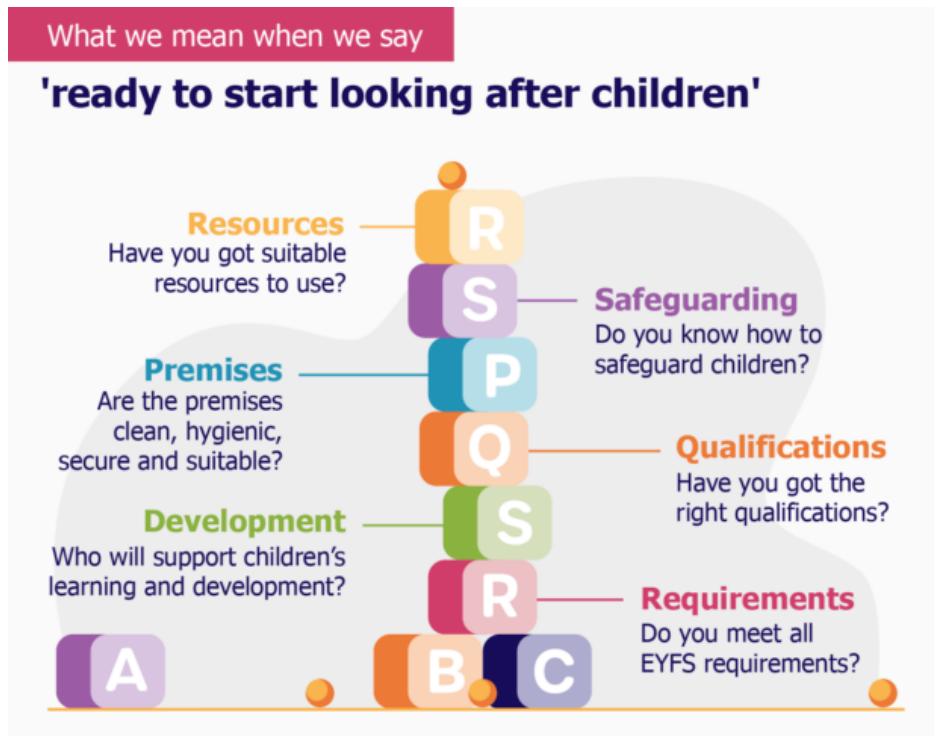 What we mean when we say
'ready to start looking after children'
R
Resources
Have you got suitable
resources to use?
S
Safeguarding
Do you know how to
safeguard children?
P
Premises
Are the premises
clean, hygienic,
secure and suitable?
Q
Qualifications
Have you got the
right qualifications?
S
Development
Who will support children’s
learning and development?
R
Requirements
Do you meet all
EYFS requirements?
A
B
C